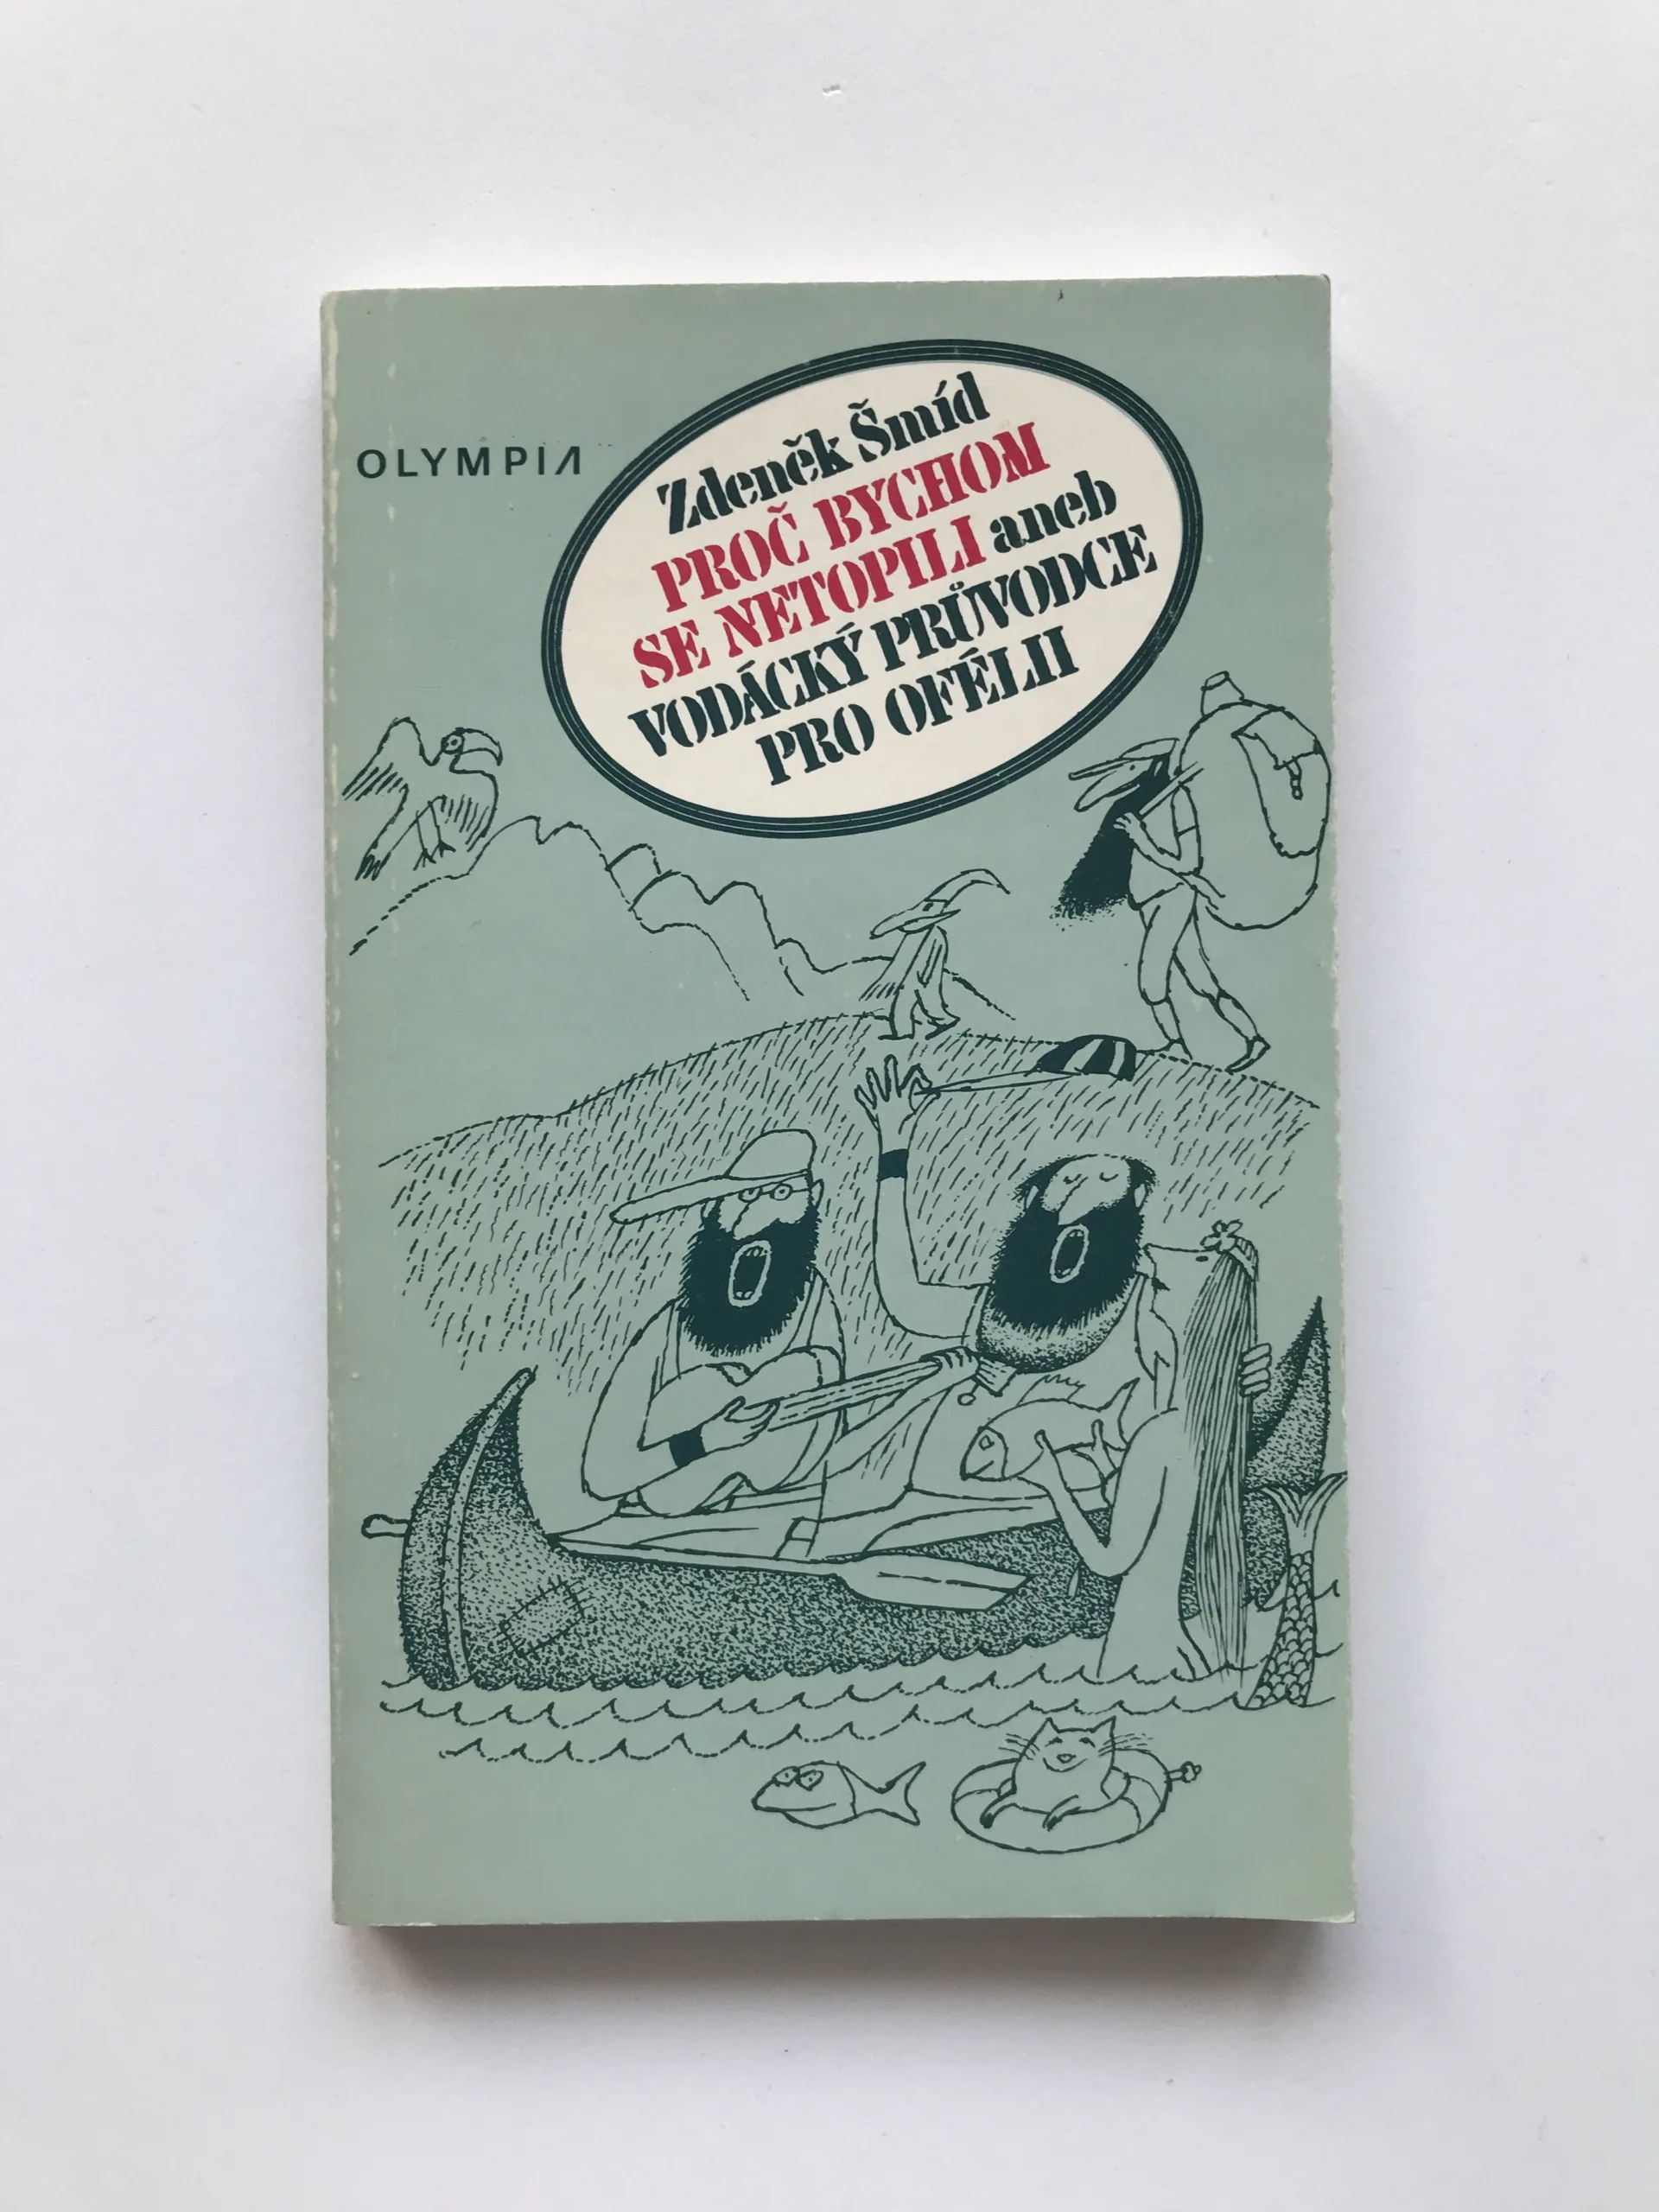 OLYMPIA
Zdeněk Šmíd
PROČ BYCHOM
SE NETOPILI aneb
VODÁCKÝ PRŮVODCE
PRO OFÉLII